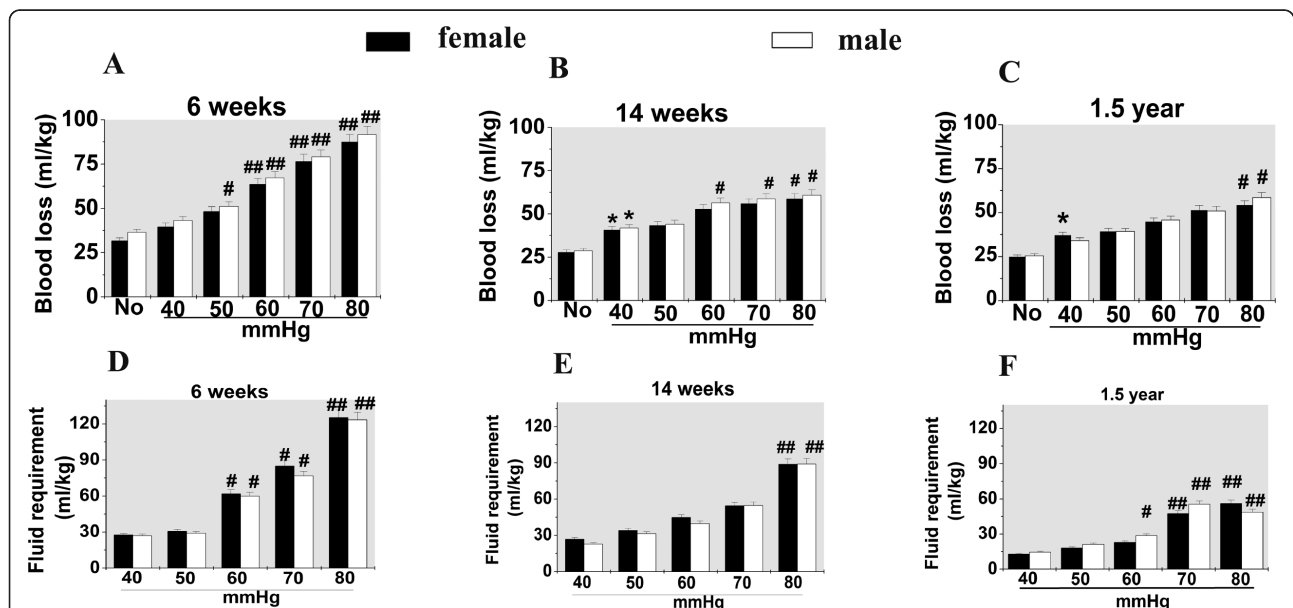 female male
A
6 weeks
Blood loss (ml/kg)
100
75
50
25
0
## ##
## ##
## ##
#
No 40 50 60 70 80
mmHg
B
14 weeks
Blood loss (ml/kg)
100
75
50
25
0
* *
#
#
# #
No 40 50 60 70 80
mmHg
C
1.5 year
Blood loss (ml/kg)
100
75
50
25
0
*
# #
No 40 50 60 70 80
mmHg
D
6 weeks
Fluid requirement
(ml/kg)
120
90
60
30
0
## ##
# #
# #
40 50 60 70 80
mmHg
E
14 weeks
Fluid requirement
(ml/kg)
120
90
60
30
0
## ##
40 50 60 70 80
mmHg
F
1.5 year
Fluid requirement
(ml/kg)
120
90
60
30
0
#
## ##
## ##
40 50 60 70 80
mmHg